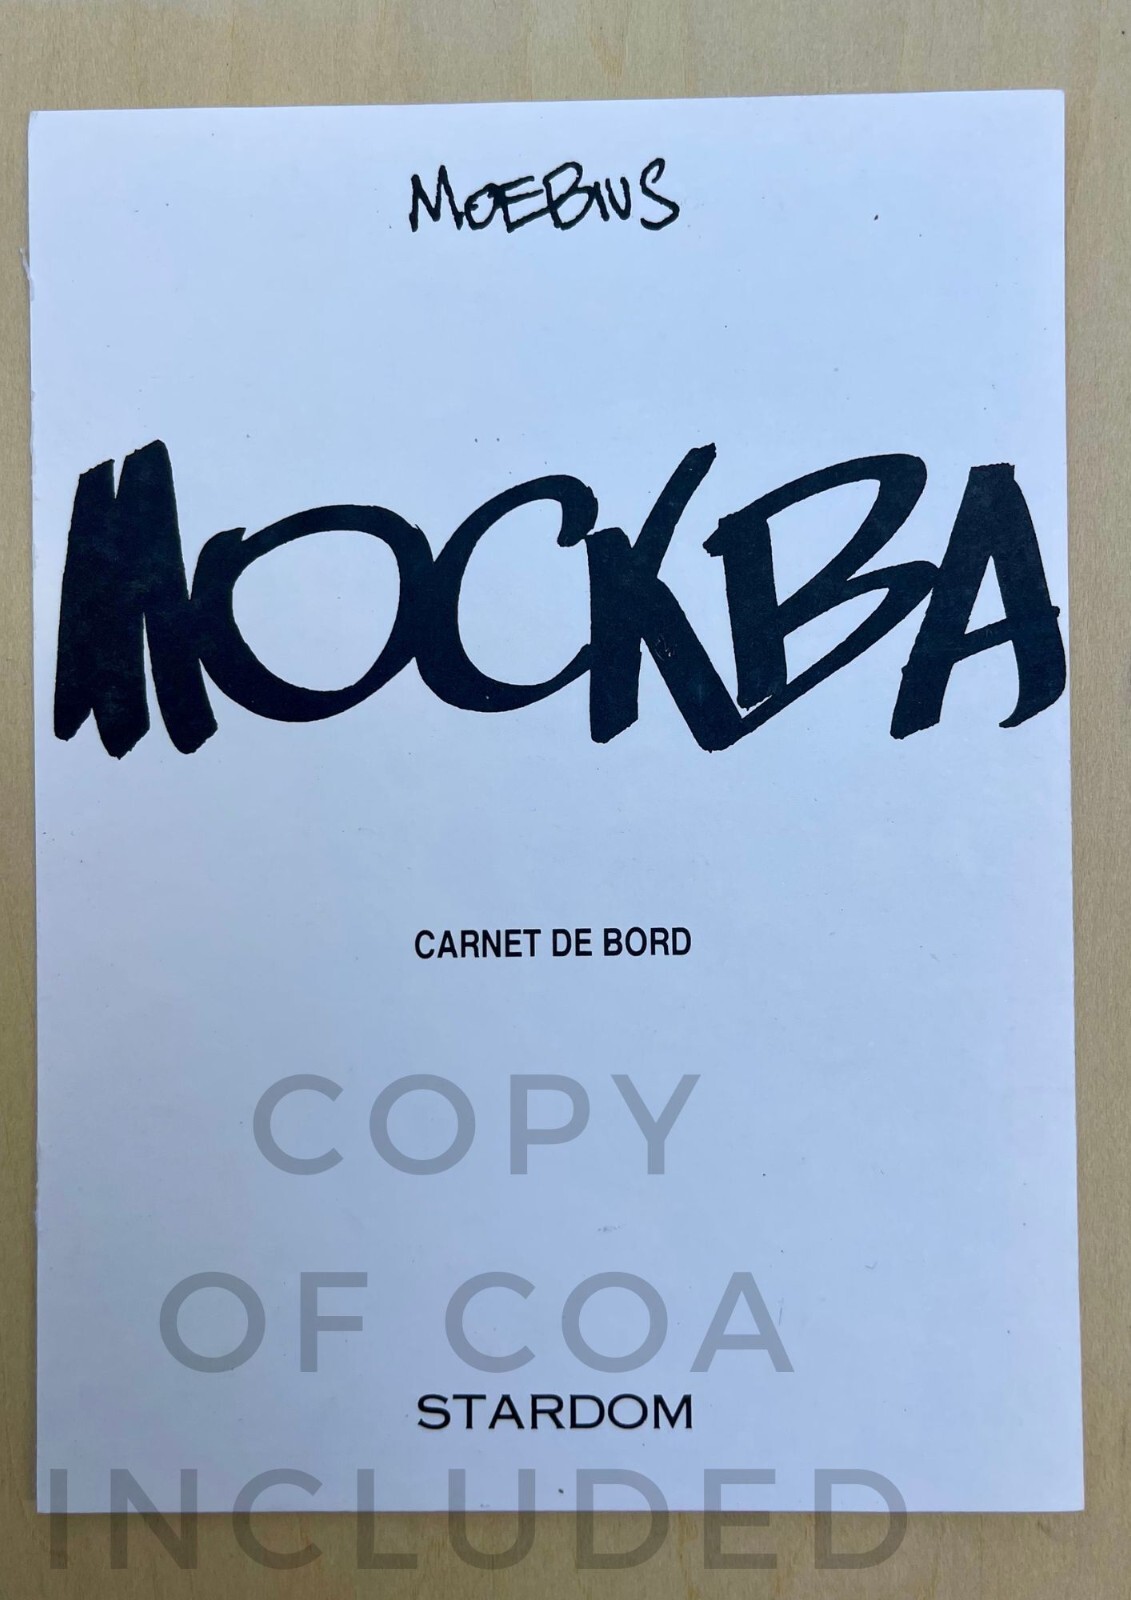 MOEBIUS
МОСКВА
CARNET DE BORD
COPY
OF COA
STARDOM
INCLUDED